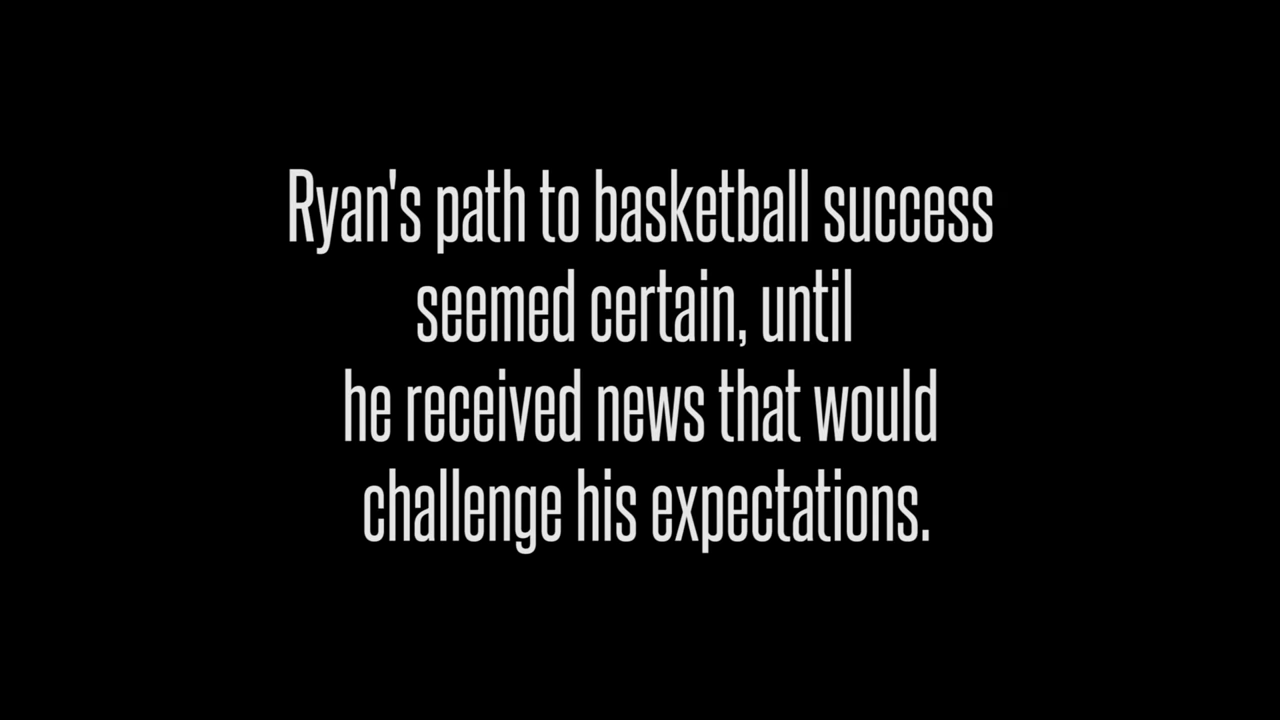 Ryan's path to basketball success
seemed certain, until
he received news that would
challenge his expectations.